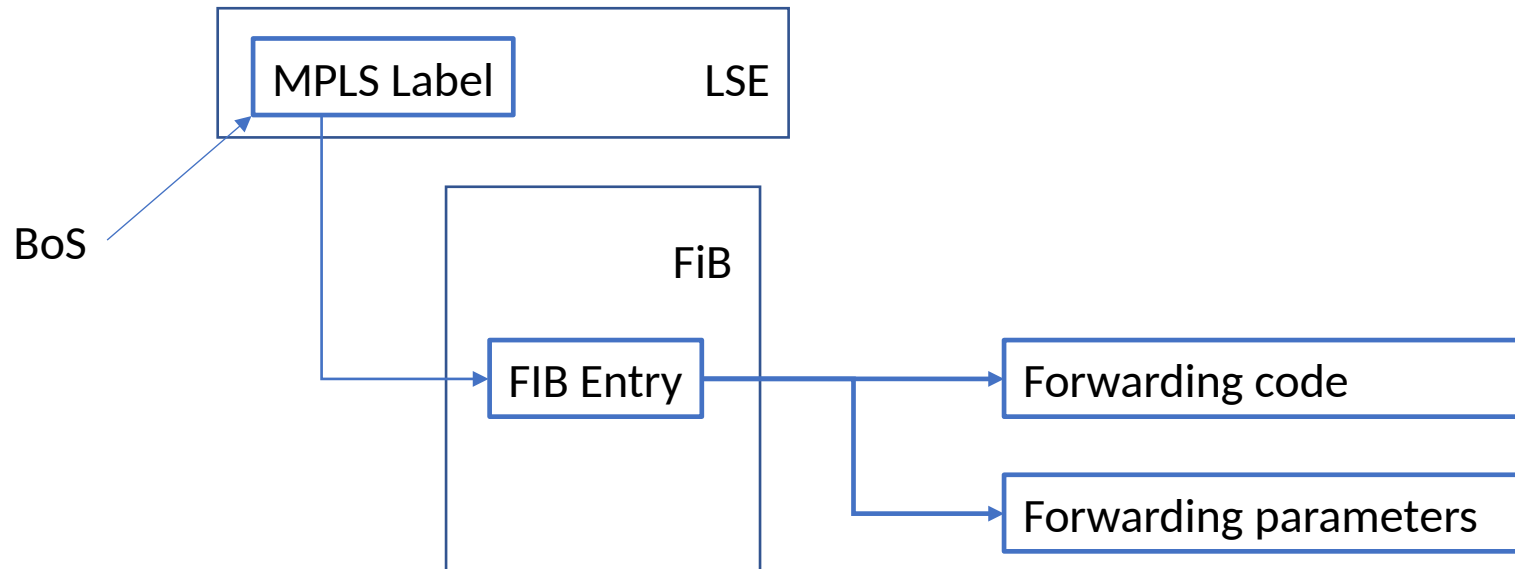 MPLS Label
LSE
BoS
FiB
FIB Entry
Forwarding code
Forwarding parameters